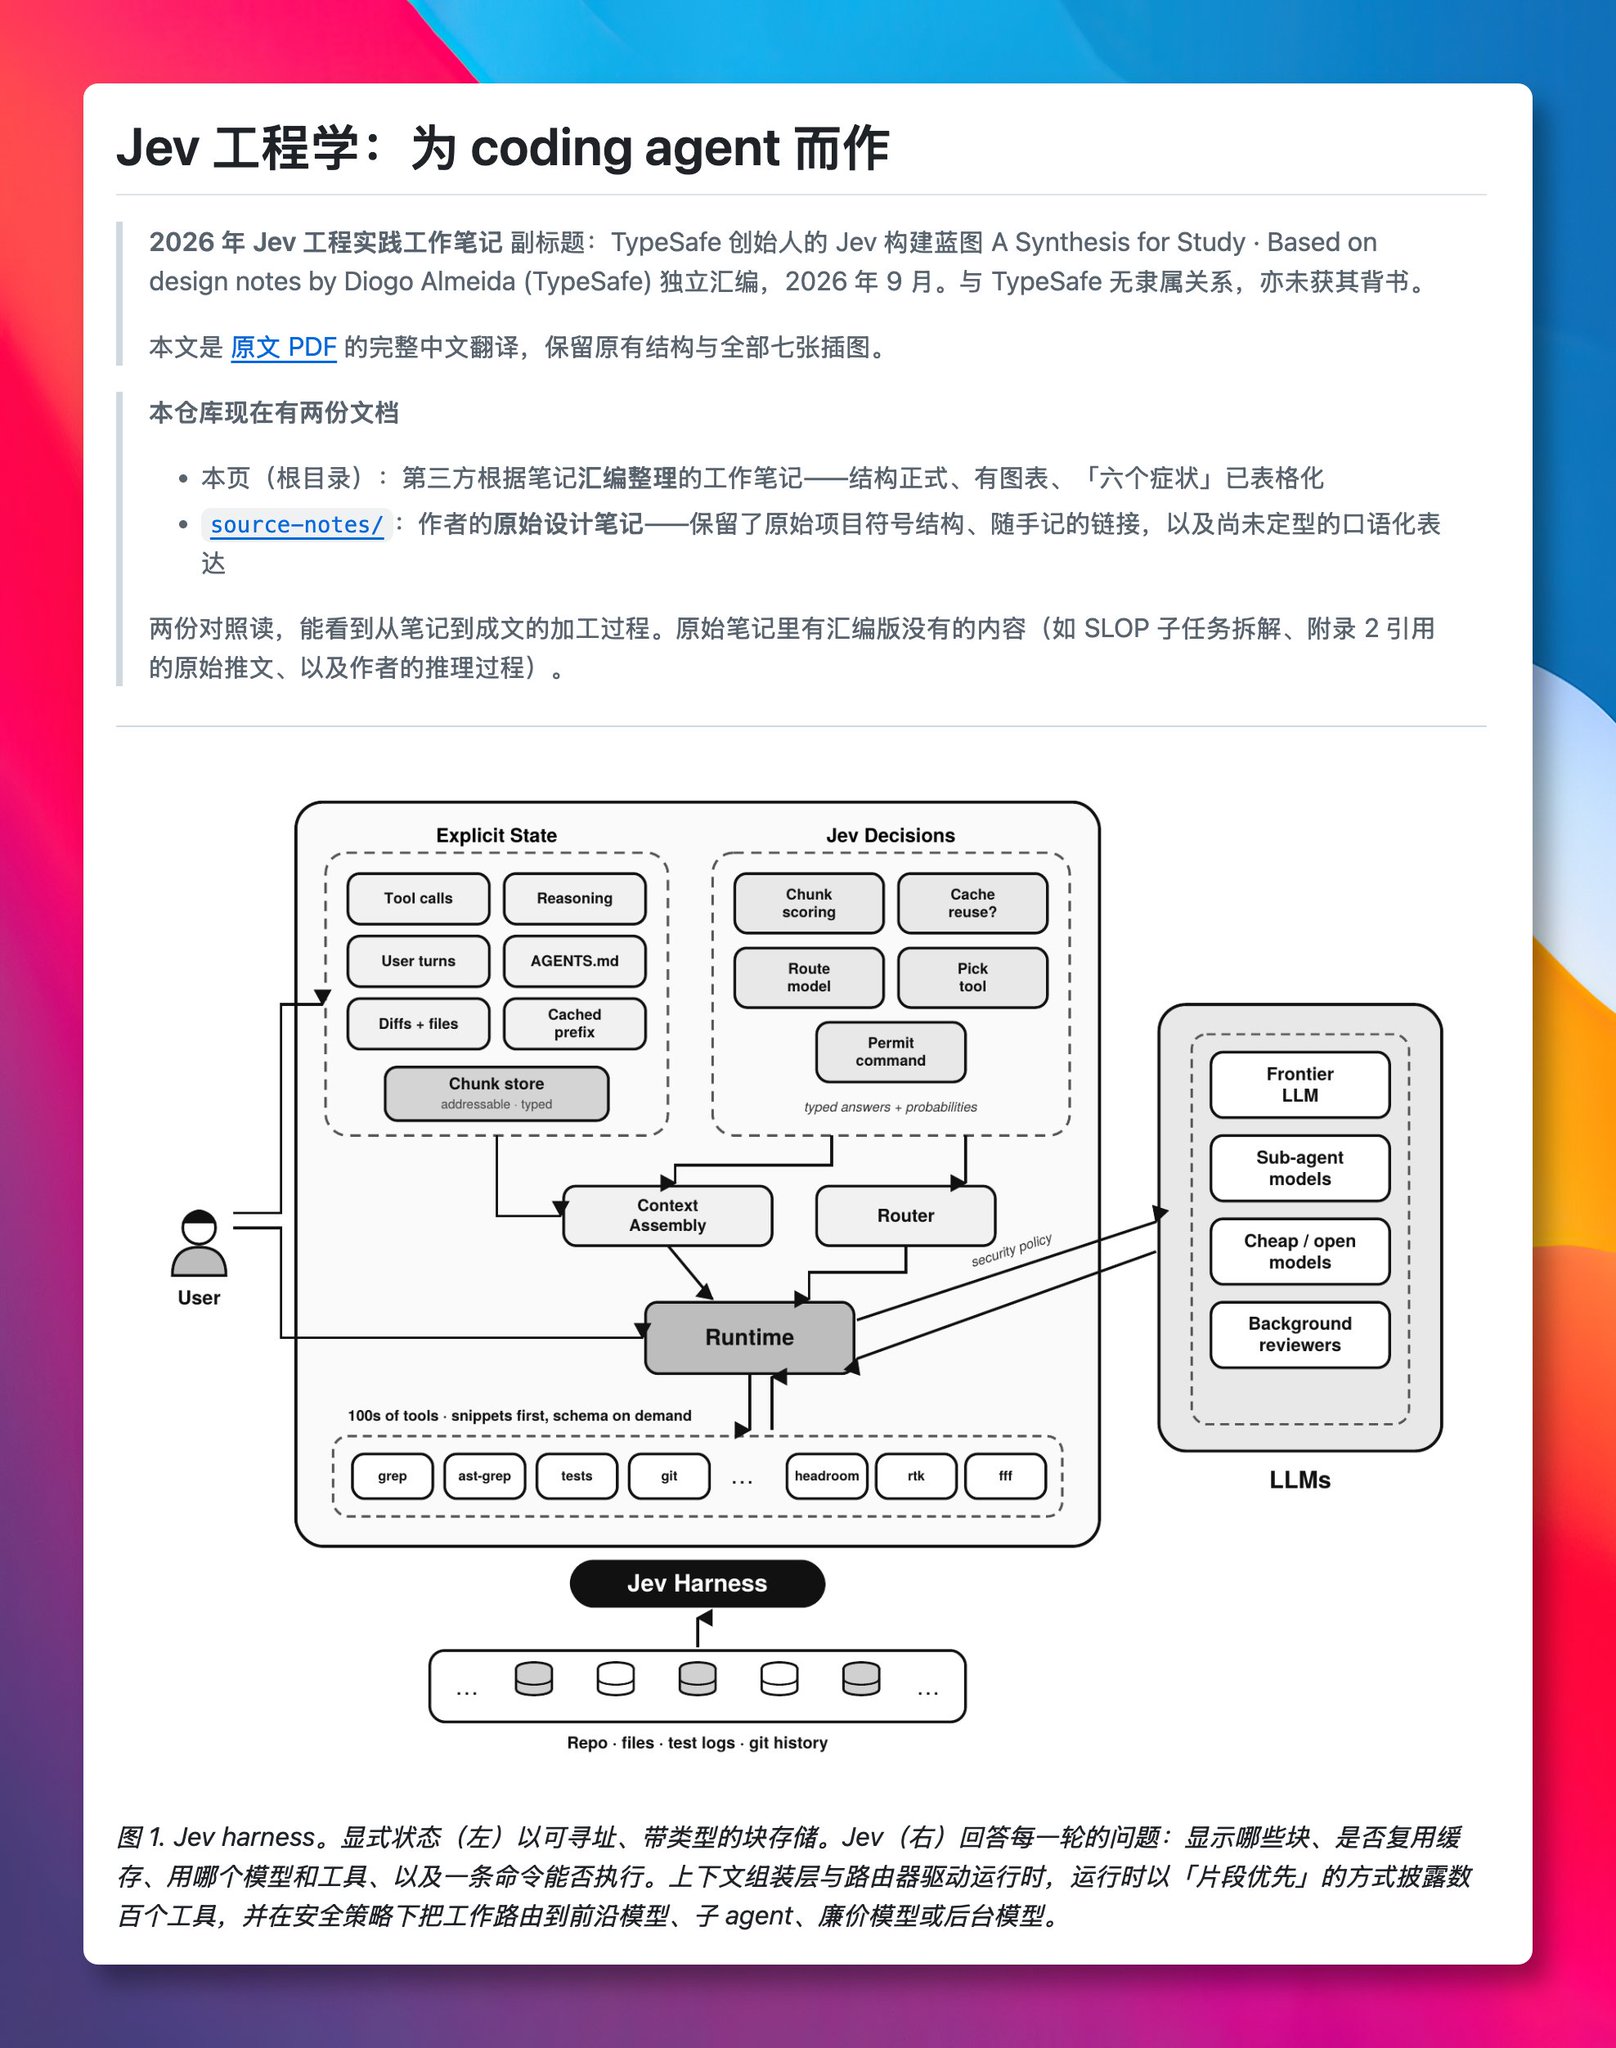 Jev 工程学：为 coding agent 而作
2026 年 Jev 工程实践工作笔记 副标题：TypeSafe 创始人的 Jev 构建蓝图 A Synthesis for Study · Based on
design notes by Diogo Almeida (TypeSafe) 独立汇编，2026 年 9 月。与 TypeSafe 无隶属关系，亦未获其背书。
本文是 原文 PDF 的完整中文翻译，保留原有结构与全部七张插图。
本仓库现在有两份文档
• 本页（根目录）：第三方根据笔记汇编整理的工作笔记——结构正式、有图表、「六个症状」已表格化
• source-notes/：作者的原始设计笔记——保留了原始项目符号结构、随手记的链接，以及尚未定型的口语化表
达
两份对照读，能看到从笔记到成文的加工过程。原始笔记里有汇编版没有的内容（如 SLOP 子任务拆解、附录 2 引用
的原始推文、以及作者的推理过程）。
Explicit State
Tool calls
Reasoning
User turns
AGENTS.md
Diffs + files
Cached
prefix
Chunk store
addressable · typed
Jev Decisions
Chunk
scoring
Cache
reuse?
Route
model
Pick
tool
Permit
command
typed answers + probabilities
Context
Assembly
Router
User
security policy
Runtime
Frontier
LLM
Sub-agent
models
Cheap / open
models
Background
reviewers
LLMs
100s of tools · snippets first, schema on demand
grep
ast-grep
tests
git
...
headroom
rtk
fff
Jev Harness
...
...
Repo · files · test logs · git history
图 1. Jev harness。显式状态（左）以可寻址、带类型的块存储。Jev（右）回答每一轮的问题：显示哪些块、是否复用缓
存、用哪个模型和工具、以及一条命令能否执行。上下文组装层与路由器驱动运行时，运行时以「片段优先」的方式披露数
百个工具，并在安全策略下把工作路由到前沿模型、子 agent、廉价模型或后台模型。